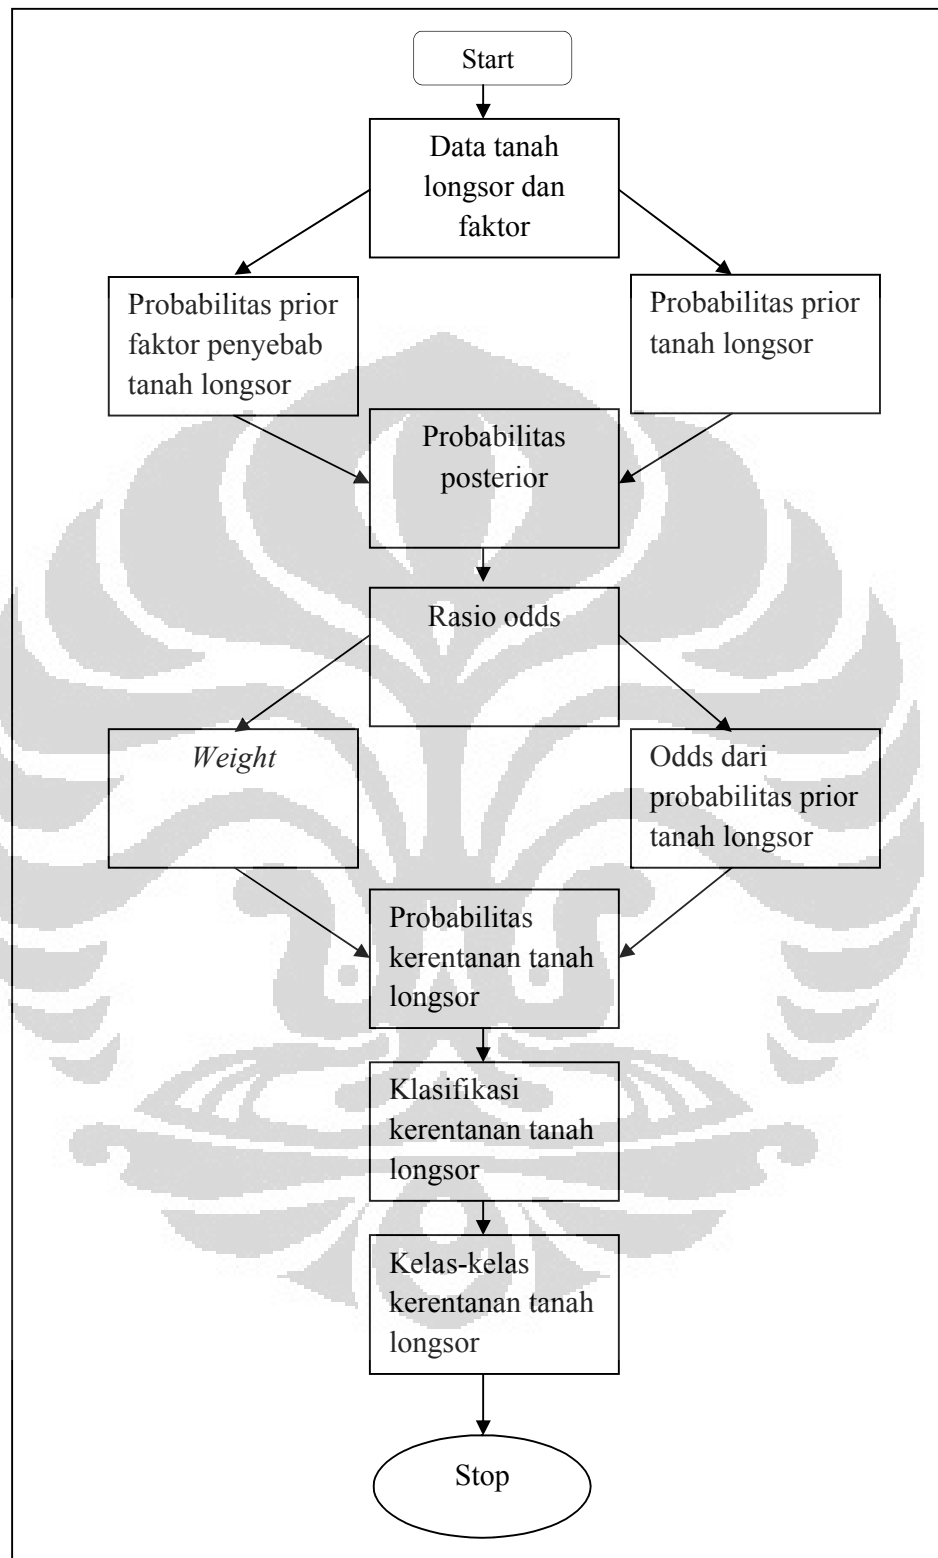 Start
Data tanah
longsor dan
faktor
Probabilitas prior
faktor penyebab
tanah longsor
Probabilitas prior
tanah longsor
Probabilitas
posterior
Rasio odds
Weight
Odds dari
probabilitas prior
tanah longsor
Probabilitas
kerentanan tanah
longsor
Klasifikasi
kerentanan tanah
longsor
Kelas-kelas
kerentanan tanah
longsor
Stop